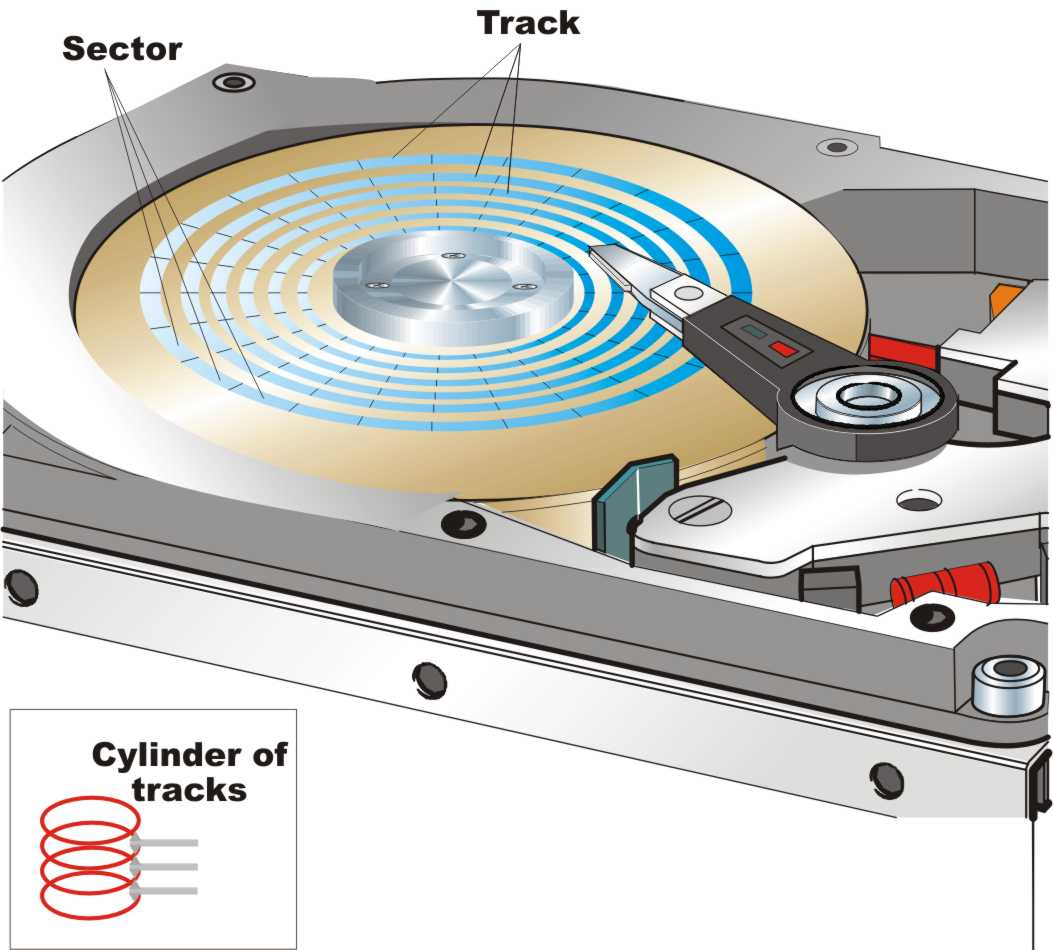 Track
Sector
Cylinder of
tracks